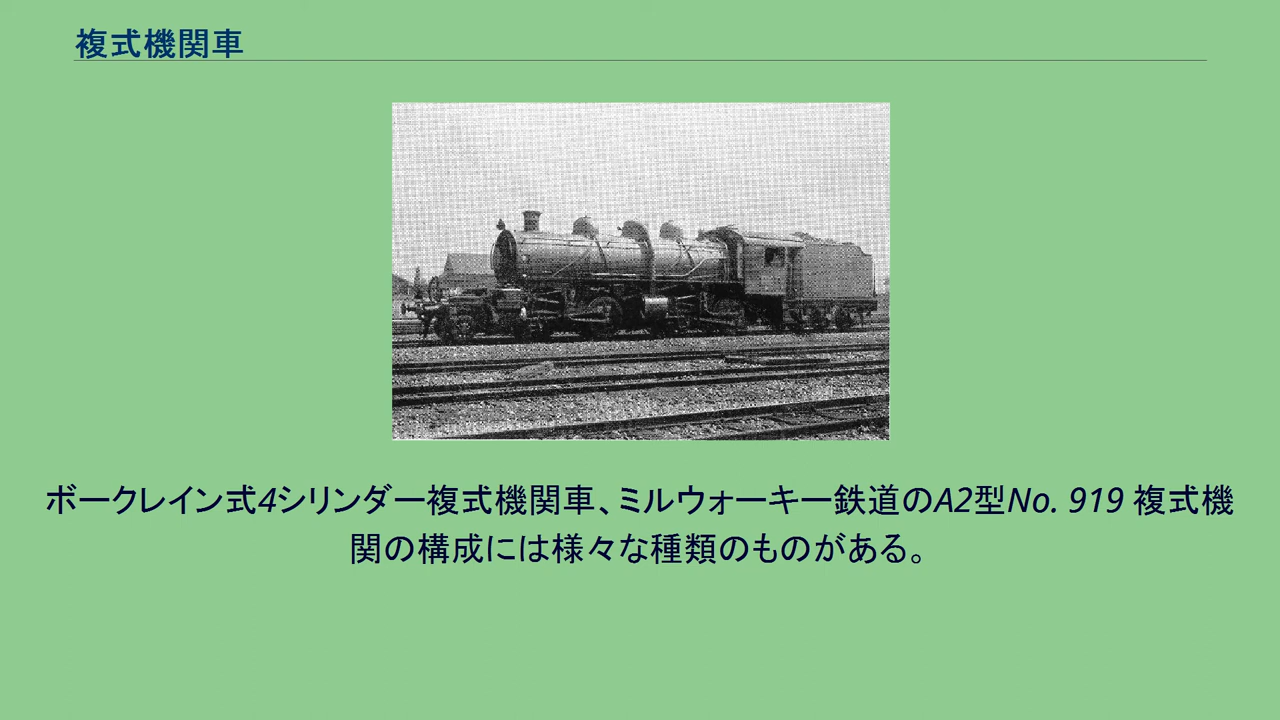 複式機関車
ボークレイン式4シリンダー複式機関車、ミルウォーキー鉄道のA2型No. 919 複式機
関の構成には様々な種類のものがある。